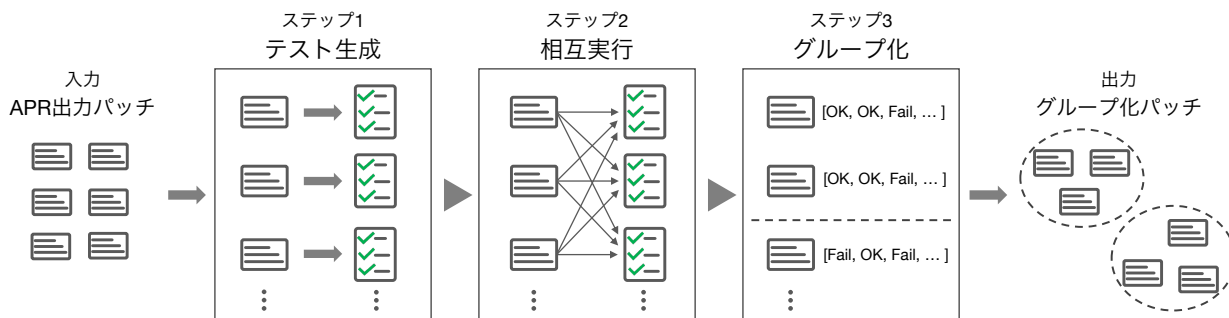 入力
APR出力パッチ
ステップ1
テスト生成
ステップ2
相互実行
ステップ3
グループ化
[OK, OK, Fail, … ]
[OK, OK, Fail, … ]
[Fail, OK, Fail, … ]
出力
グループ化パッチ